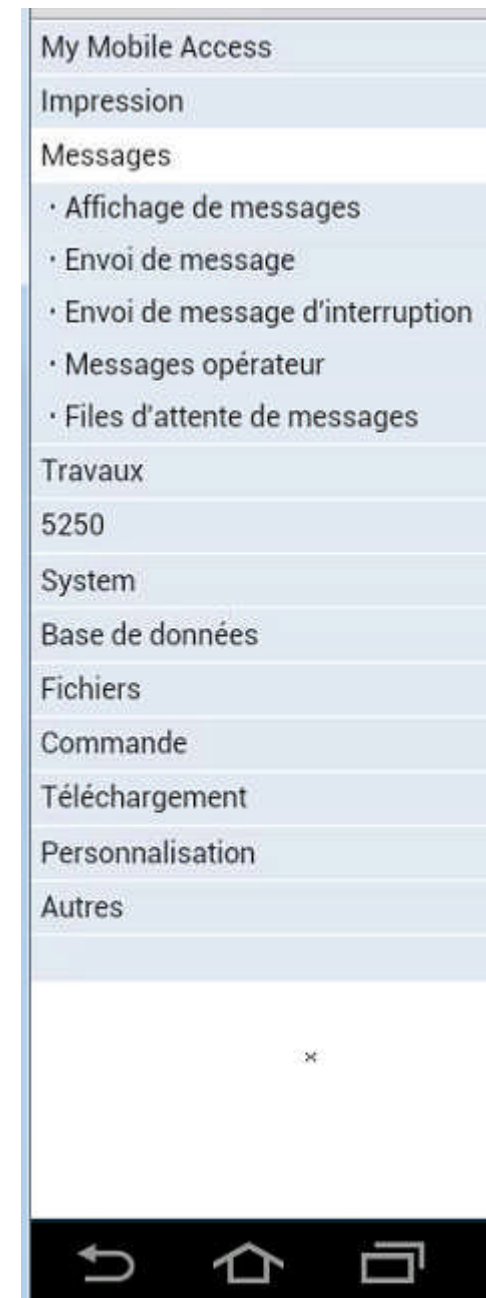 My Mobile Access
Impression
Messages
· Affichage de messages
· Envoi de message
· Envoi de message d'interruption
· Messages opérateur
· Files d'attente de messages
Travaux
5250
System
Base de données
Fichiers
Commande
Téléchargement
Personnalisation
Autres